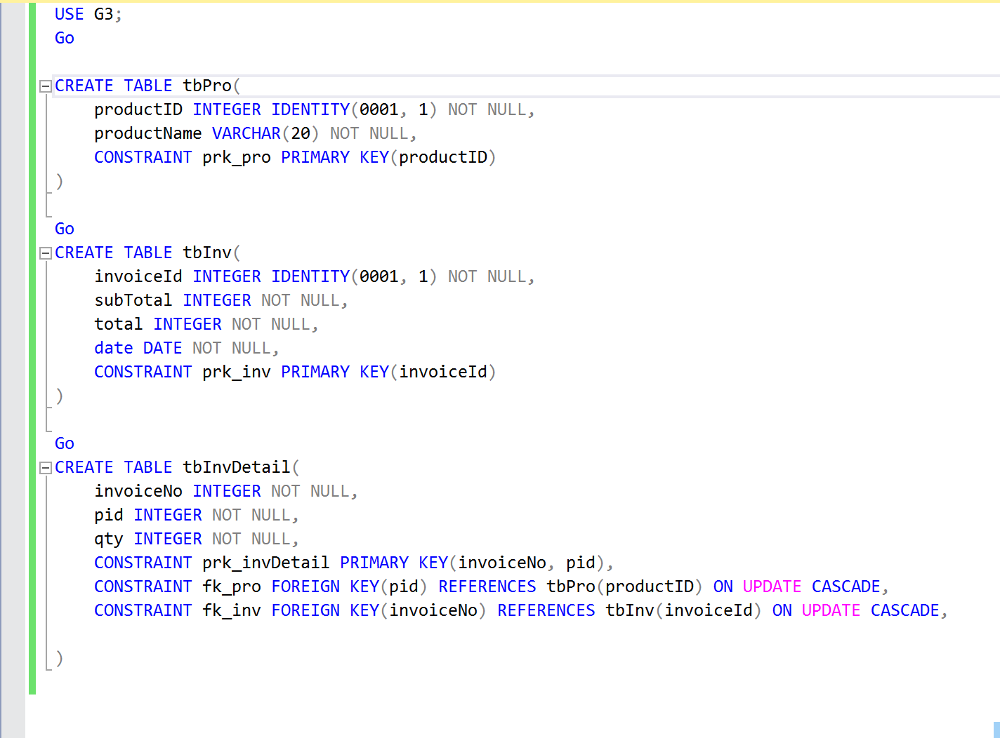 USE G3;
Go
CREATE TABLE tbPro(
productID INTEGER IDENTITY(0001, 1) NOT NULL,
productName VARCHAR(20) NOT NULL,
CONSTRAINT prk_pro PRIMARY KEY(productID)
)
Go
CREATE TABLE tbInv(
invoiceId INTEGER IDENTITY(0001, 1) NOT NULL,
subTotal INTEGER NOT NULL,
total INTEGER NOT NULL,
date DATE NOT NULL,
CONSTRAINT prk_inv PRIMARY KEY(invoiceId)
)
Go
CREATE TABLE tbInvDetail(
invoiceNo INTEGER NOT NULL,
pid INTEGER NOT NULL,
qty INTEGER NOT NULL,
CONSTRAINT prk_invDetail PRIMARY KEY(invoiceNo, pid),
CONSTRAINT fk_pro FOREIGN KEY(pid) REFERENCES tbPro(productID) ON UPDATE CASCADE,
CONSTRAINT fk_inv FOREIGN KEY(invoiceNo) REFERENCES tbInv(invoiceId) ON UPDATE CASCADE,
)